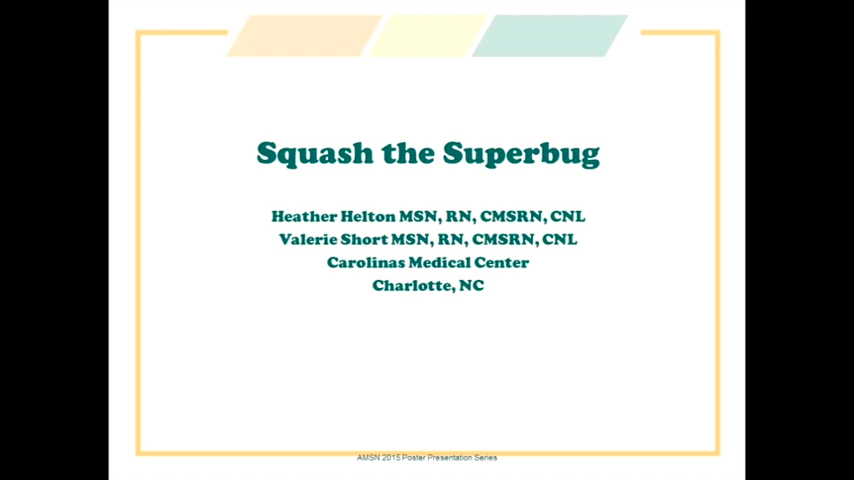 Squash the Superbug
Heather Helton MSN, RN, CMSRN, CNL
Valerie Short MSN, RN, CMSRN, CNL
Carolinas Medical Center
Charlotte, NC
AMSN 2015 Poster Presentation Series